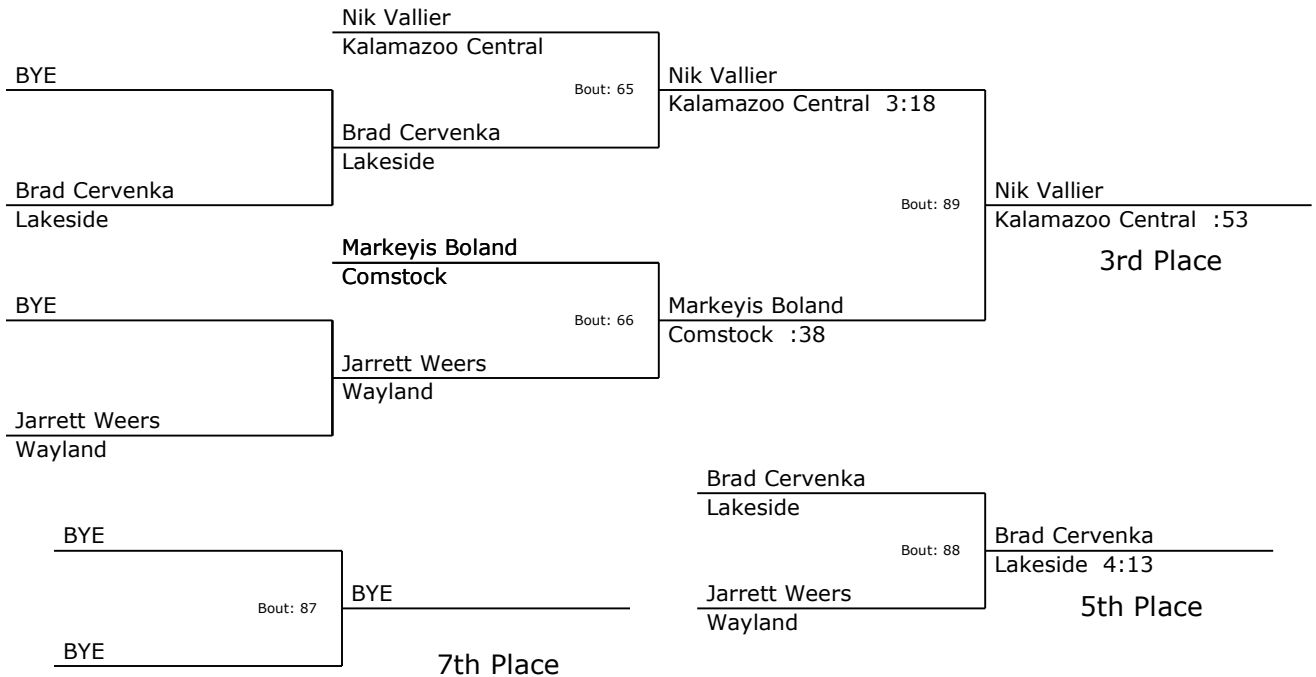 Nik Vallier
Kalamazoo Central
BYE
Bout: 65
Nik Vallier
Kalamazoo Central 3:18
Brad Cervenka
Lakeside
Brad Cervenka
Lakeside
Bout: 89
Nik Vallier
Kalamazoo Central :53
3rd Place
Markeyis Boland
Comstock
BYE
Bout: 66
Markeyis Boland
Comstock :38
Jarrett Weers
Wayland
Jarrett Weers
Wayland
Brad Cervenka
Lakeside
BYE
Bout: 88
Brad Cervenka
Lakeside 4:13
5th Place
BYE
Bout: 87
Jarrett Weers
Wayland
BYE
7th Place